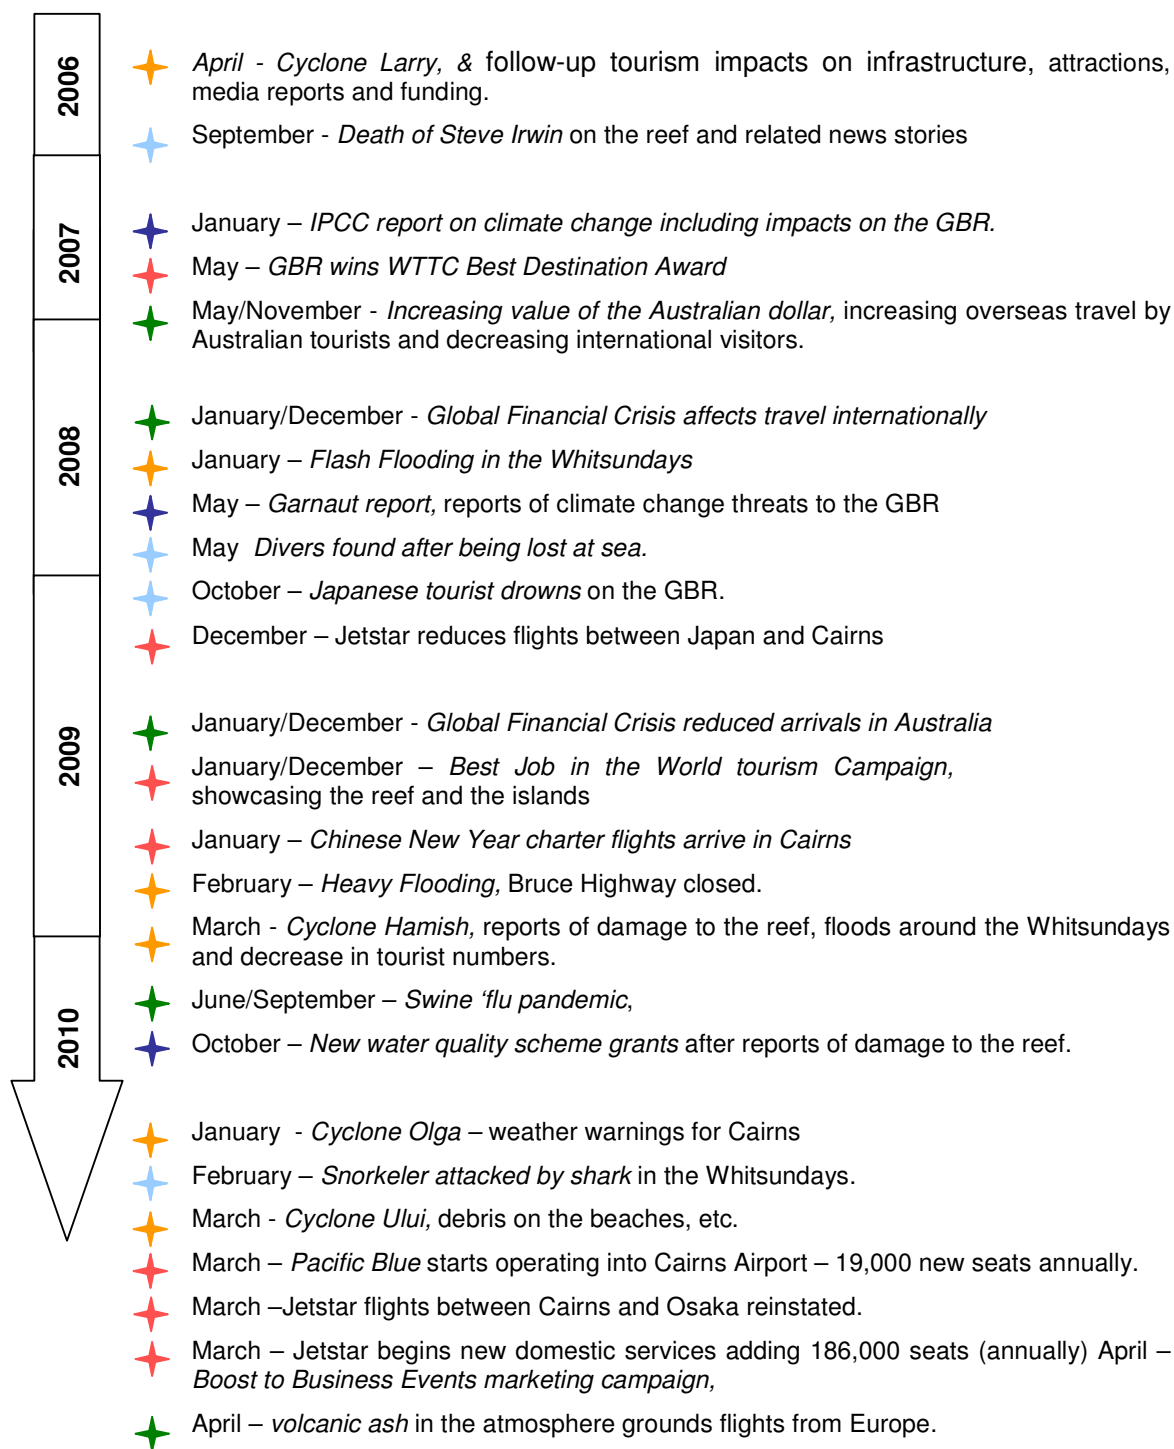 2006
April - Cyclone Larry, & follow-up tourism impacts on infrastructure, attractions,
media reports and funding.
September - Death of Steve Irwin on the reef and related news stories
2007
January – IPCC report on climate change including impacts on the GBR.
May – GBR wins WTTC Best Destination Award
May/November - Increasing value of the Australian dollar, increasing overseas travel by
Australian tourists and decreasing international visitors.
2008
January/December - Global Financial Crisis affects travel internationally
January – Flash Flooding in the Whitsundays
May – Garnaut report, reports of climate change threats to the GBR
May Divers found after being lost at sea.
October – Japanese tourist drowns on the GBR.
December – Jetstar reduces flights between Japan and Cairns
2009
January/December - Global Financial Crisis reduced arrivals in Australia
January/December – Best Job in the World tourism Campaign,
showcasing the reef and the islands
January – Chinese New Year charter flights arrive in Cairns
February – Heavy Flooding, Bruce Highway closed.
March - Cyclone Hamish, reports of damage to the reef, floods around the Whitsundays
and decrease in tourist numbers.
June/September – Swine ‘flu pandemic,
October – New water quality scheme grants after reports of damage to the reef.
2010
January - Cyclone Olga – weather warnings for Cairns
February – Snorkeler attacked by shark in the Whitsundays.
March - Cyclone Ului, debris on the beaches, etc.
March – Pacific Blue starts operating into Cairns Airport – 19,000 new seats annually.
March –Jetstar flights between Cairns and Osaka reinstated.
March – Jetstar begins new domestic services adding 186,000 seats (annually) April –
Boost to Business Events marketing campaign,
April – volcanic ash in the atmosphere grounds flights from Europe.